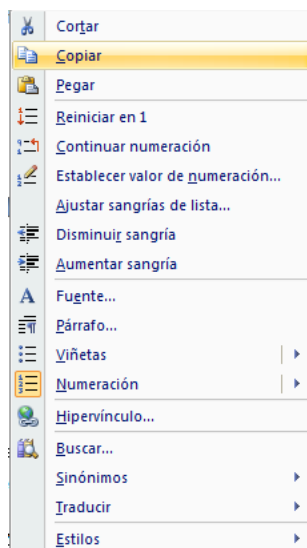 Cortar
Copiar
Pegar
Reiniciar en 1
Continuar numeración
Establecer valor de numeración...
Ajustar sangrías de lista...
Disminuir sangría
Aumentar sangría
Fuente...
Párrafo...
Viñetas
Numeración
Hipervínculo...
Buscar...
Sinónimos
Traducir
Estilos